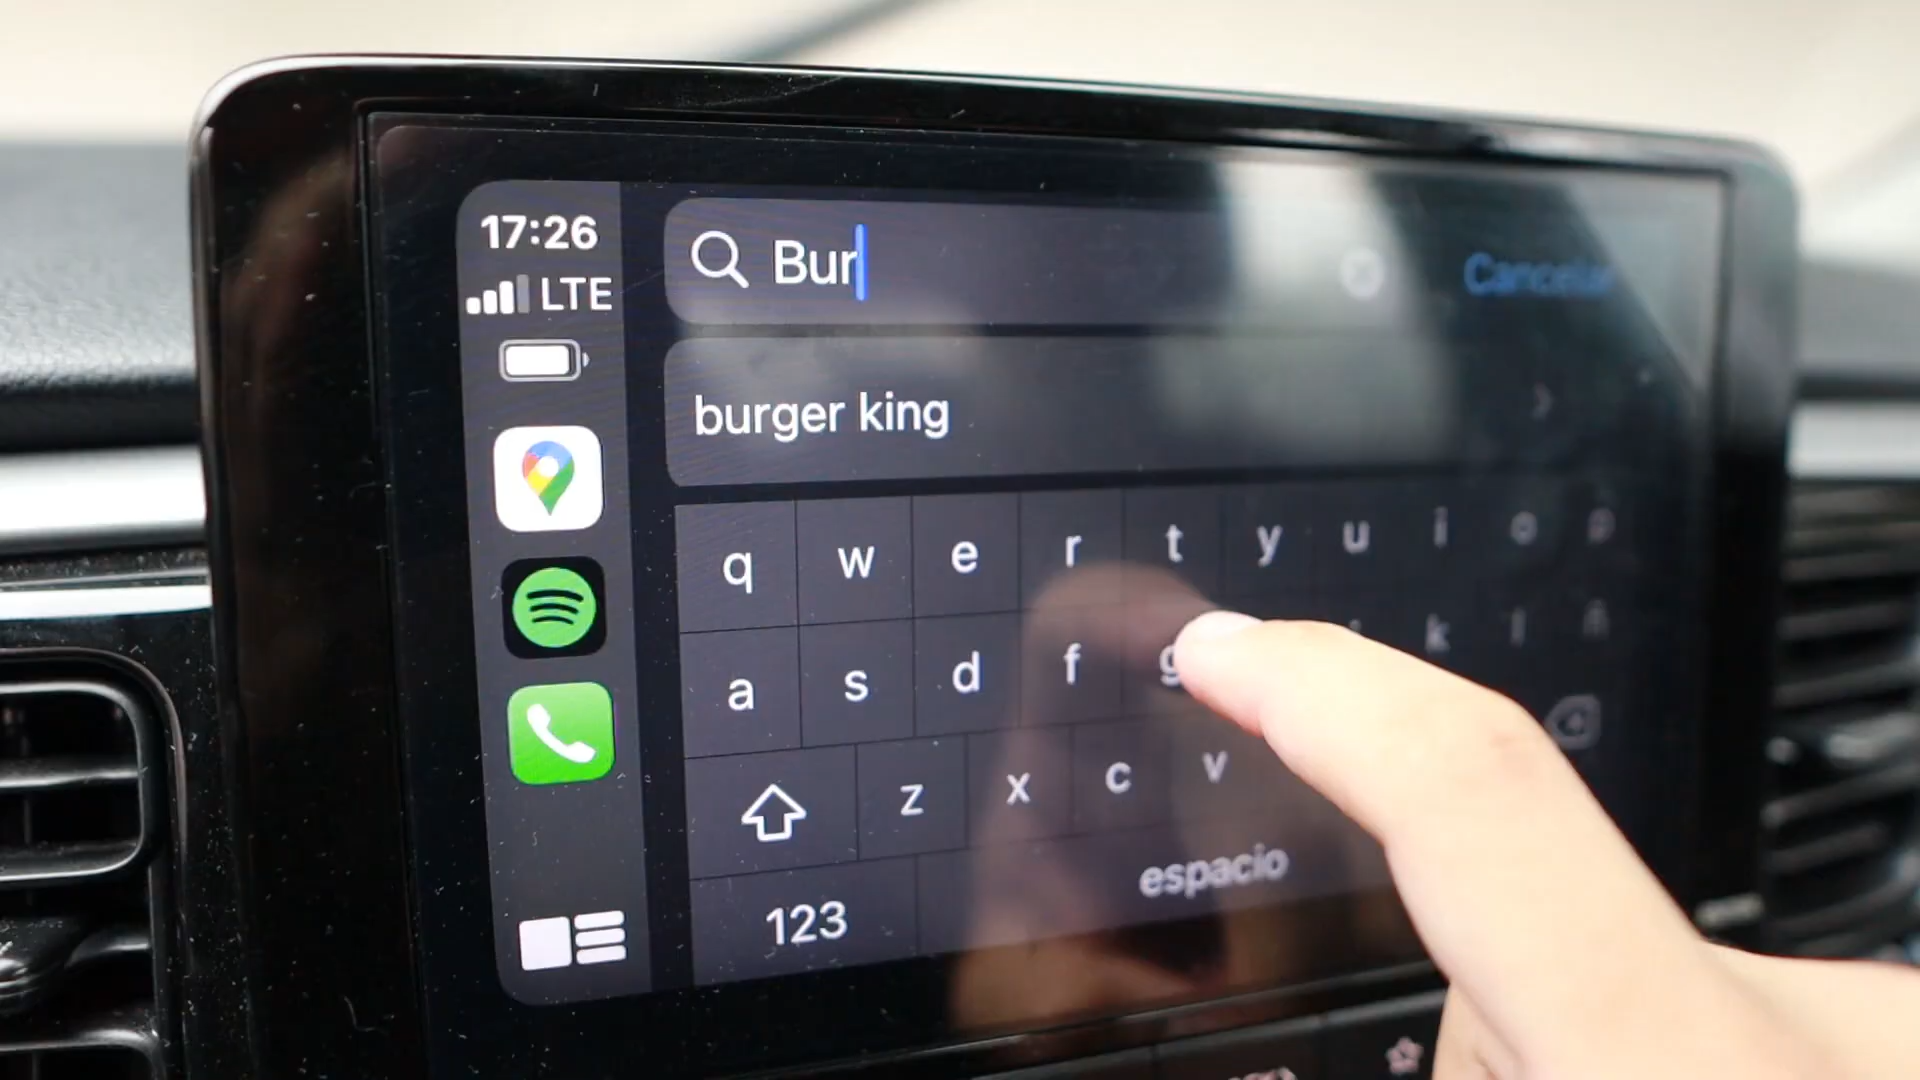 17:26
LTE
Bur
Cancelar
burger king
q w e r t y u i o p
a s d f g k l ñ
z x c v
123
espacio